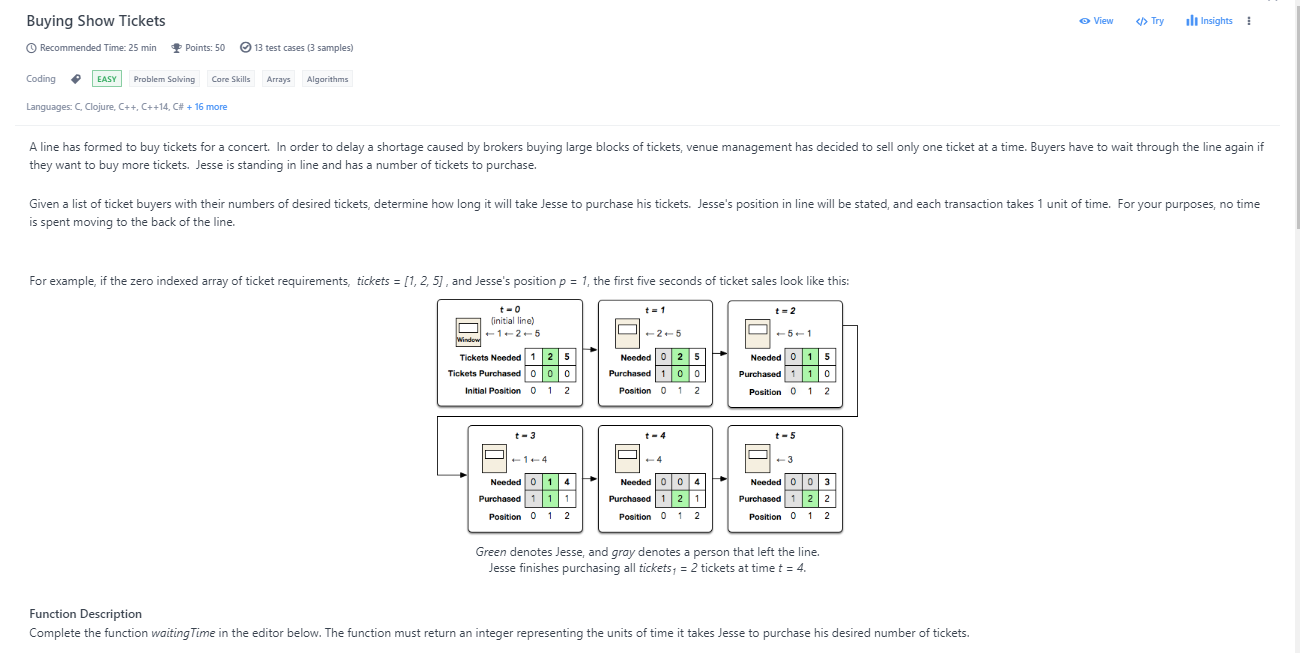 Buying Show Tickets
View
Try
Insights
Recommended Time: 25 min Points: 50 13 test cases (3 samples)
Coding EASY Problem Solving Core Skills Arrays Algorithms
Languages: C, Clojure, C++, C++14, C# + 16 more
A line has formed to buy tickets for a concert. In order to delay a shortage caused by brokers buying large blocks of tickets, venue management has decided to sell only one ticket at a time. Buyers have to wait through the line again if
they want to buy more tickets. Jesse is standing in line and has a number of tickets to purchase.
Given a list of ticket buyers with their numbers of desired tickets, determine how long it will take Jesse to purchase his tickets. Jesse's position in line will be stated, and each transaction takes 1 unit of time. For your purposes, no time
is spent moving to the back of the line.
For example, if the zero indexed array of ticket requirements, tickets = [1, 2, 5] , and Jesse's position p = 1, the first five seconds of ticket sales look like this:
t = 0
(initial line)
←1←2←5
Window
Tickets Needed 1 2 5
Tickets Purchased 0 0 0
Initial Position 0 1 2
t = 1
←2←5
Needed 0 2 5
Purchased 1 0 0
Position 0 1 2
t = 2
←5←1
Needed 0 1 5
Purchased 1 1 0
Position 0 1 2
t = 3
←1←4
Needed 0 1 4
Purchased 1 1 1
Position 0 1 2
t = 4
←4
Needed 0 0 4
Purchased 1 2 1
Position 0 1 2
t = 5
←3
Needed 0 0 3
Purchased 1 2 2
Position 0 1 2
Green denotes Jesse, and gray denotes a person that left the line.
Jesse finishes purchasing all tickets₁ = 2 tickets at time t = 4.
Function Description
Complete the function waitingTime in the editor below. The function must return an integer representing the units of time it takes Jesse to purchase his desired number of tickets.